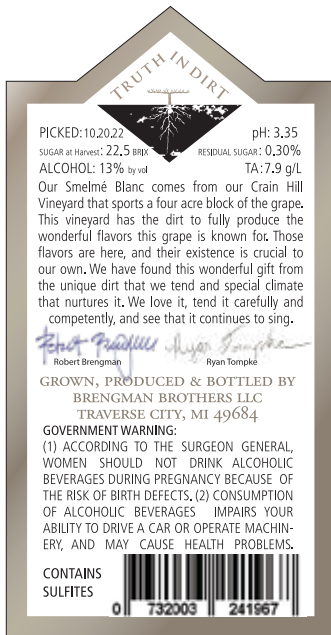 TRUTH IN DIRT
PICKED: 10.20.22 pH: 3.35
SUGAR at Harvest: 22.5 BRIX RESIDUAL SUGAR: 0.30%
ALCOHOL: 13% by vol TA: 7.9 g/L
Our Smelmé Blanc comes from our Crain Hill
Vineyard that sports a four acre block of the grape.
This vineyard has the dirt to fully produce the
wonderful flavors this grape is known for. Those
flavors are here, and their existence is crucial to
our own. We have found this wonderful gift from
the unique dirt that we tend and special climate
that nurtures it. We love it, tend it carefully and
competently, and see that it continues to sing.
Robert Brengman Ryan Tompke
Robert Brengman Ryan Tompke
GROWN, PRODUCED & BOTTLED BY
BRENGMAN BROTHERS LLC
TRAVERSE CITY, MI 49684
GOVERNMENT WARNING:
(1) ACCORDING TO THE SURGEON GENERAL,
WOMEN SHOULD NOT DRINK ALCOHOLIC
BEVERAGES DURING PREGNANCY BECAUSE OF
THE RISK OF BIRTH DEFECTS. (2) CONSUMPTION
OF ALCOHOLIC BEVERAGES IMPAIRS YOUR
ABILITY TO DRIVE A CAR OR OPERATE MACHIN-
ERY, AND MAY CAUSE HEALTH PROBLEMS.
CONTAINS
SULFITES
0 732003 241967